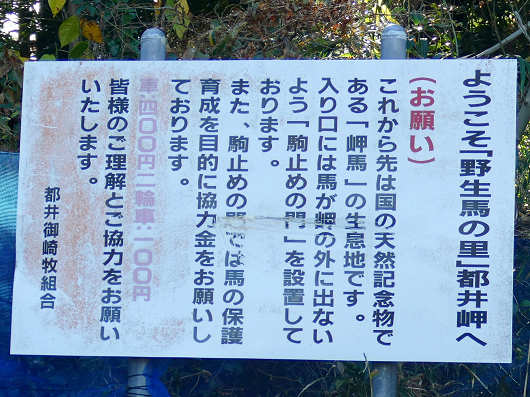 ようこそ「野生馬の里」都井岬へ
(お願い)
これから先は国の天然記念物で
ある「岬馬」の生息地です。
入り口には馬が岬の外に出ない
よう「駒止めの門」を設置して
おります。
また、駒止めの門では馬の保護
育成を目的に協力金をお願いし
ております。
車:四〇〇円二輪車:一〇〇円
皆様のご理解とご協力をお願い
いたします。
都井御崎牧組合